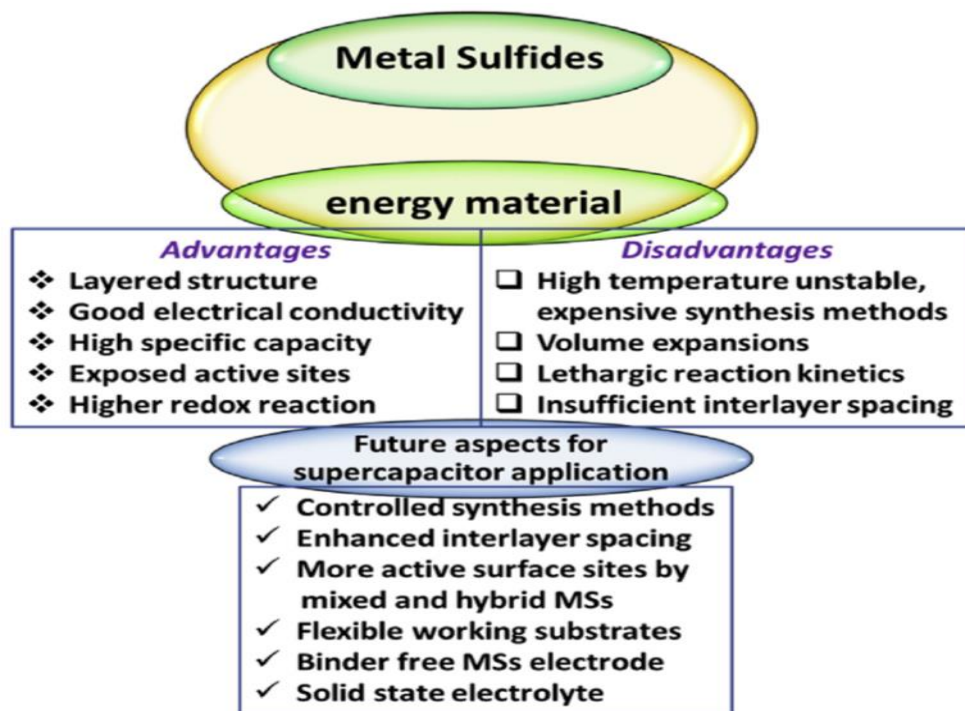 Metal Sulfides
energy material
Advantages
❖ Layered structure
❖ Good electrical conductivity
❖ High specific capacity
❖ Exposed active sites
❖ Higher redox reaction
Disadvantages
❑ High temperature unstable,
expensive synthesis methods
❑ Volume expansions
❑ Lethargic reaction kinetics
❑ Insufficient interlayer spacing
Future aspects for
supercapacitor application
✓ Controlled synthesis methods
✓ Enhanced interlayer spacing
✓ More active surface sites by
mixed and hybrid MSs
✓ Flexible working substrates
✓ Binder free MSs electrode
✓ Solid state electrolyte